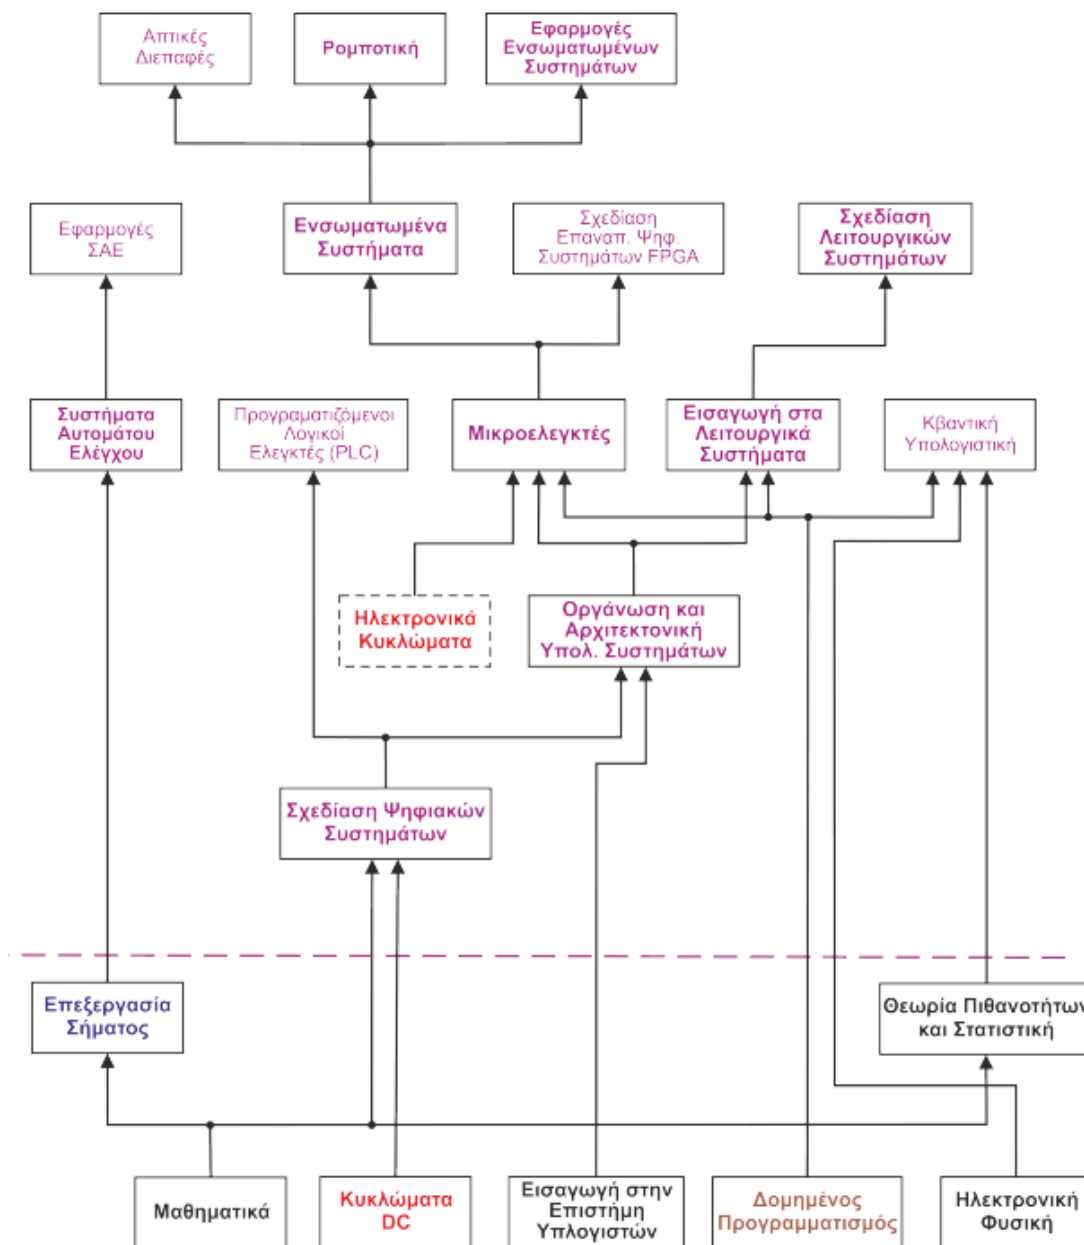 Απτικές
Διεπαφές
Ρομποτική
Εφαρμογές
Ενσωματωμένων
Συστημάτων
Εφαρμογές
ΣΑΕ
Ενσωματωμένα
Συστήματα
Σχεδίαση
Επαναπ. Ψηφ.
Συστημάτων FPGA
Σχεδίαση
Λειτουργικών
Συστημάτων
Συστήματα
Αυτομάτου
Ελέγχου
Προγραματιζόμενοι
Λογικοί
Ελεγκτές (PLC)
Μικροελεγκτές
Εισαγωγή στα
Λειτουργικά
Συστήματα
Κβαντική
Υπολογιστική
Ηλεκτρονικά
Κυκλώματα
Οργάνωση και
Αρχιτεκτονική
Υπολ. Συστημάτων
Σχεδίαση Ψηφιακών
Συστημάτων
Επεξεργασία
Σήματος
Θεωρία Πιθανοτήτων
και Στατιστική
Μαθηματικά
Κυκλώματα
DC
Εισαγωγή στην
Επιστήμη
Υπλογιστών
Δομημένος
Προγραμματισμός
Ηλεκτρονική
Φυσική